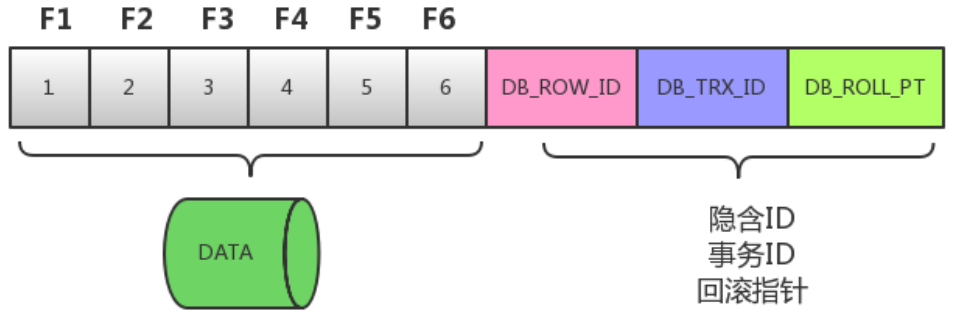 F1 F2 F3 F4 F5 F6
1 2 3 4 5 6 DB_ROW_ID DB_TRX_ID DB_ROLL_PT
DATA
隐含ID
事务ID
回滚指针